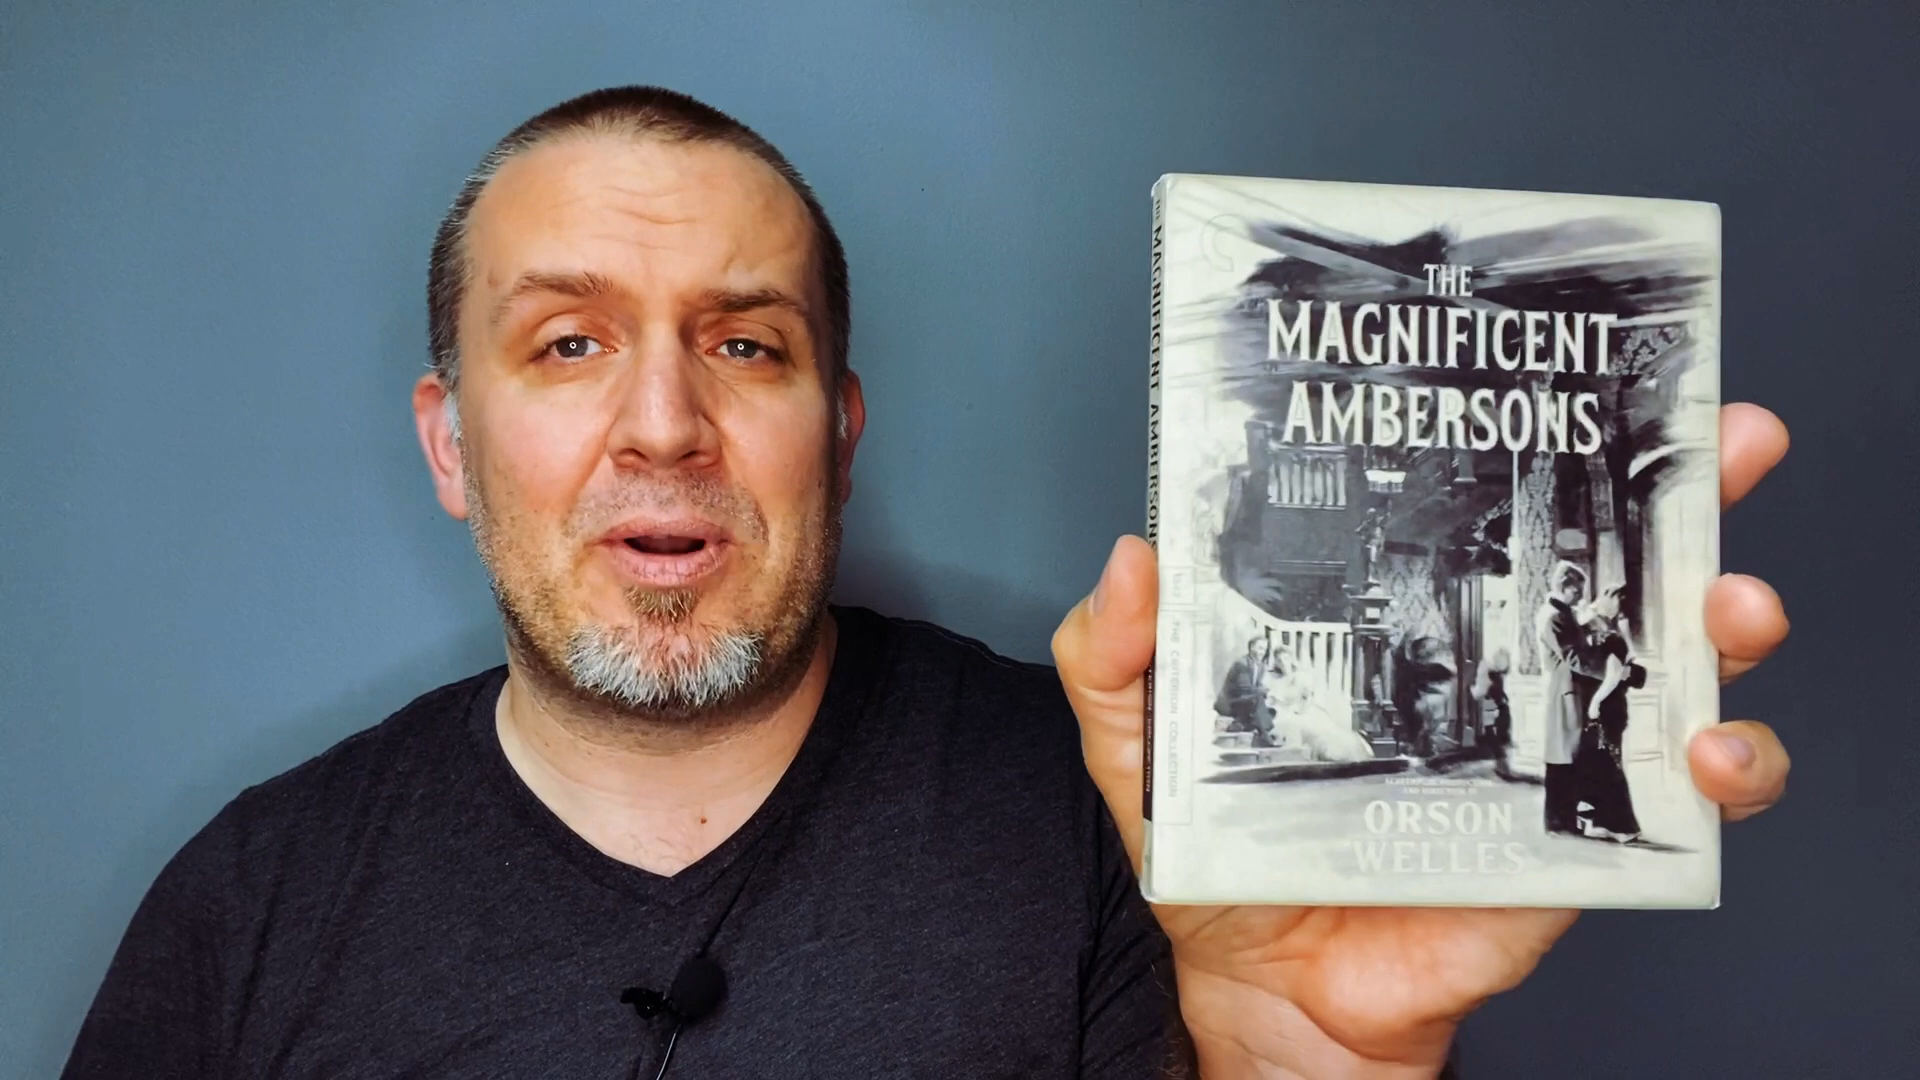 THE
MAGNIFICENT
AMBERSONS
ORSON
WELLES
THE MAGNIFICENT AMBERSONS
THE CRITERION COLLECTION